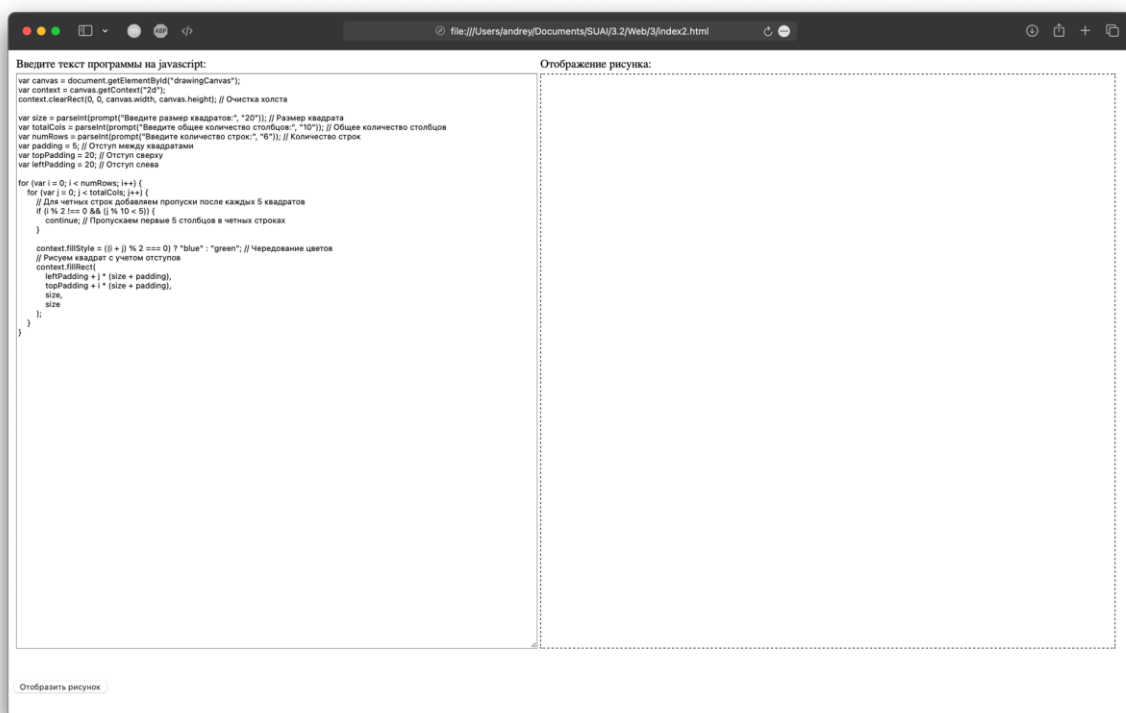 ABP
file:///Users/andrey/Documents/SUAI/3.2/Web/3/index2.html
Введите текст программы на javascript:
Отображение рисунка:
var canvas = document.getElementById("drawingCanvas");
var context = canvas.getContext("2d");
context.clearRect(0, 0, canvas.width, canvas.height); // Очистка холста
var size = parseInt(prompt("Введите размер квадратов:", "20")); // Размер квадрата
var totalCols = parseInt(prompt("Введите общее количество столбцов:", "10")); // Общее количество столбцов
var numRows = parseInt(prompt("Введите количество строк:", "6")); // Количество строк
var padding = 5; // Отступ между квадратами
var topPadding = 20; // Отступ сверху
var leftPadding = 20; // Отступ слева
for (var i = 0; i < numRows; i++) {
for (var j = 0; j < totalCols; j++) {
// Для четных строк добавляем пропуски после каждых 5 квадратов
if (i % 2 !== 0 && (j % 10 < 5)) {
continue; // Пропускаем первые 5 столбцов в четных строках
}
context.fillStyle = ((i + j) % 2 === 0) ? "blue" : "green"; // Чередование цветов
// Рисуем квадрат с учетом отступов
context.fillRect(
leftPadding + j * (size + padding),
topPadding + i * (size + padding),
size,
size
);
}
}
Отобразить рисунок